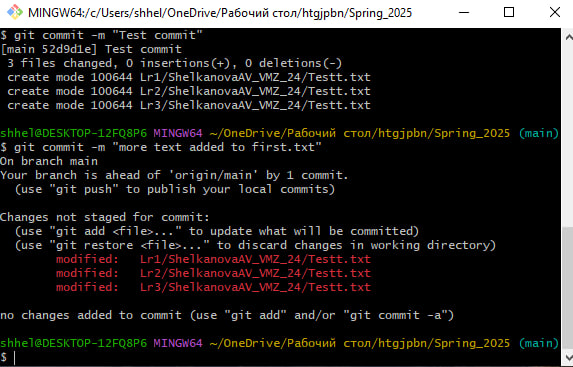 MINGW64:/c/Users/shhel/OneDrive/Рабочий стол/htgjpbn/Spring_2025
$ git commit -m "Test commit"
[main 52d9d1e] Test commit
 3 files changed, 0 insertions(+), 0 deletions(-)
 create mode 100644 Lr1/ShelkanovaAV_VMZ_24/Testt.txt
 create mode 100644 Lr2/ShelkanovaAV_VMZ_24/Testt.txt
 create mode 100644 Lr3/ShelkanovaAV_VMZ_24/Testt.txt
shhel@DESKTOP-12FQ8P6 MINGW64 ~/OneDrive/Рабочий стол/htgjpbn/Spring_2025 (main)
$ git commit -m "more text added to first.txt"
On branch main
Your branch is ahead of 'origin/main' by 1 commit.
  (use "git push" to publish your local commits)
Changes not staged for commit:
  (use "git add <file>..." to update what will be committed)
  (use "git restore <file>..." to discard changes in working directory)
        modified:   Lr1/ShelkanovaAV_VMZ_24/Testt.txt
        modified:   Lr2/ShelkanovaAV_VMZ_24/Testt.txt
        modified:   Lr3/ShelkanovaAV_VMZ_24/Testt.txt
no changes added to commit (use "git add" and/or "git commit -a")
shhel@DESKTOP-12FQ8P6 MINGW64 ~/OneDrive/Рабочий стол/htgjpbn/Spring_2025 (main)
$